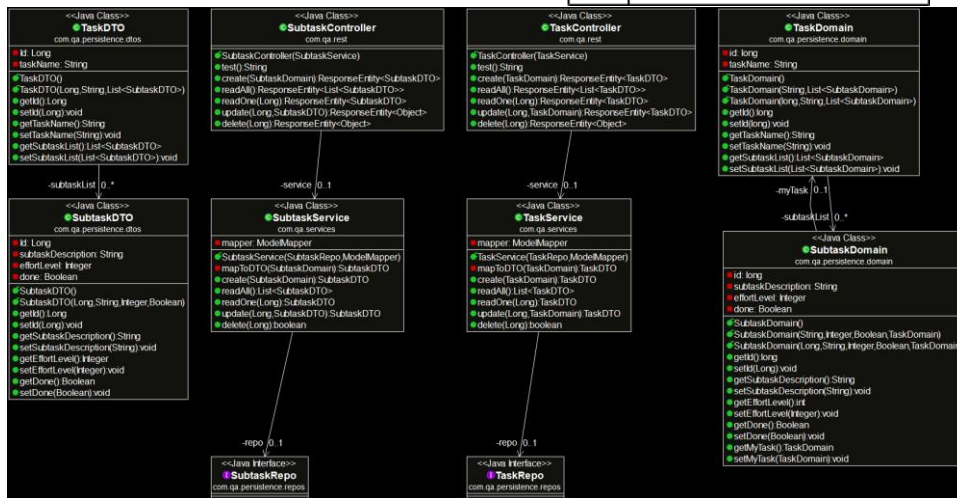 <<Java Class>>
TaskDTO
com.qa.persistence.dtos
Id: Long
taskName: String
TaskDTO()
TaskDTO(Long,String,List<SubtaskDTO>)
getId():Long
setId(Long):void
getTaskName():String
setTaskName(String):void
getSubtaskList():List<SubtaskDTO>
setSubtaskList(List<SubtaskDTO>):void
-subtaskList 0..*
<<Java Class>>
SubtaskDTO
com.qa.persistence.dtos
Id: Long
subtaskDescription: String
effortLevel: Integer
done: Boolean
SubtaskDTO()
SubtaskDTO(Long,String,Integer,Boolean)
getId():Long
setId(Long):void
getSubtaskDescription():String
setSubtaskDescription(String):void
getEffortLevel():Integer
setEffortLevel(Integer):void
getDone():Boolean
setDone(Boolean):void
<<Java Class>>
SubtaskController
com.qa.rest
SubtaskController(SubtaskService)
test():String
create(SubtaskDomain):ResponseEntity<SubtaskDTO>
readAll():ResponseEntity<List<SubtaskDTO>>
readOne(Long):ResponseEntity<SubtaskDTO>
update(Long,SubtaskDTO):ResponseEntity<Object>
delete(Long):ResponseEntity<Object>
-service 0..1
<<Java Class>>
SubtaskService
com.qa.services
mapper: ModelMapper
SubtaskService(SubtaskRepo,ModelMapper)
mapToDTO(SubtaskDomain):SubtaskDTO
create(SubtaskDomain):SubtaskDTO
readAll():List<SubtaskDTO>
readOne(Long):SubtaskDTO
update(Long,SubtaskDTO):SubtaskDTO
delete(Long):boolean
-repo 0..1
<<Java Interface>>
SubtaskRepo
com.qa.persistence.repos
<<Java Class>>
TaskController
com.qa.rest
TaskController(TaskService)
test():String
create(TaskDomain):ResponseEntity<TaskDTO>
readAll():ResponseEntity<List<TaskDTO>>
readOne(Long):ResponseEntity<TaskDTO>
update(Long,TaskDomain):ResponseEntity<TaskDTO>
delete(Long):ResponseEntity<Object>
-service 0..1
<<Java Class>>
TaskService
com.qa.services
mapper: ModelMapper
TaskService(TaskRepo,ModelMapper)
mapToDTO(TaskDomain):TaskDTO
create(TaskDomain):TaskDTO
readAll():List<TaskDTO>
readOne(Long):TaskDTO
update(Long,TaskDomain):TaskDTO
delete(Long):boolean
-repo 0..1
<<Java Interface>>
TaskRepo
com.qa.persistence.repos
<<Java Class>>
TaskDomain
com.qa.persistence.domain
id: long
taskName: String
TaskDomain()
TaskDomain(String,List<SubtaskDomain>)
TaskDomain(long,String,List<SubtaskDomain>)
getId():long
setId(long):void
getTaskName():String
setTaskName(String):void
getSubtaskList():List<SubtaskDomain>
setSubtaskList(List<SubtaskDomain>):void
-myTask 0..1
-subtaskList 0..*
<<Java Class>>
SubtaskDomain
com.qa.persistence.domain
id: long
subtaskDescription: String
effortLevel: Integer
done: Boolean
SubtaskDomain()
SubtaskDomain(String,Integer,Boolean,TaskDomain)
SubtaskDomain(Long,String,Integer,Boolean,TaskDomain
getId():long
setId(Long):void
getSubtaskDescription():String
setSubtaskDescription(String):void
getEffortLevel():int
setEffortLevel(Integer):void
getDone():Boolean
setDone(Boolean):void
getMyTask():TaskDomain
setMyTask(TaskDomain):void